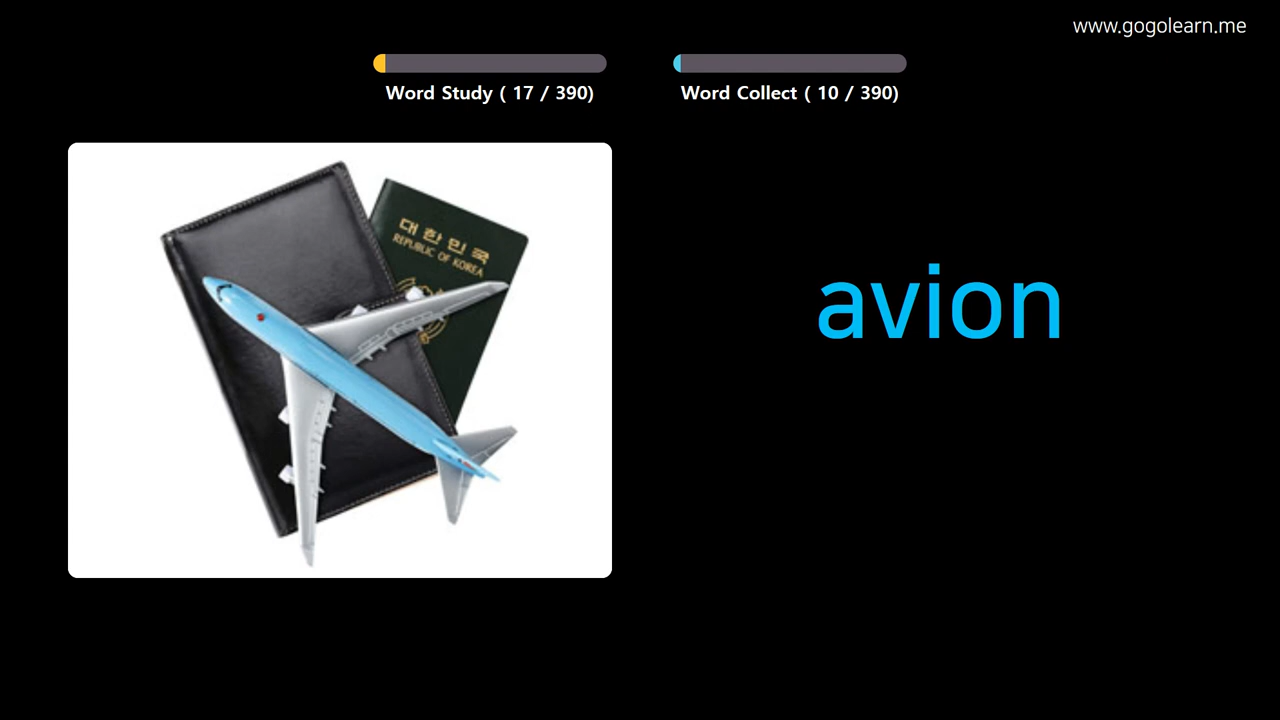 www.gogolearn.me
Word Study ( 17 / 390)
Word Collect ( 10 / 390)
대한민국
REPUBLIC OF KOREA
avion